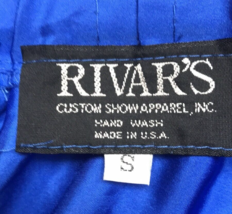 RIVAR'S
CUSTOM SHOW APPAREL, INC.
HAND WASH
MADE IN U.S.A.
S